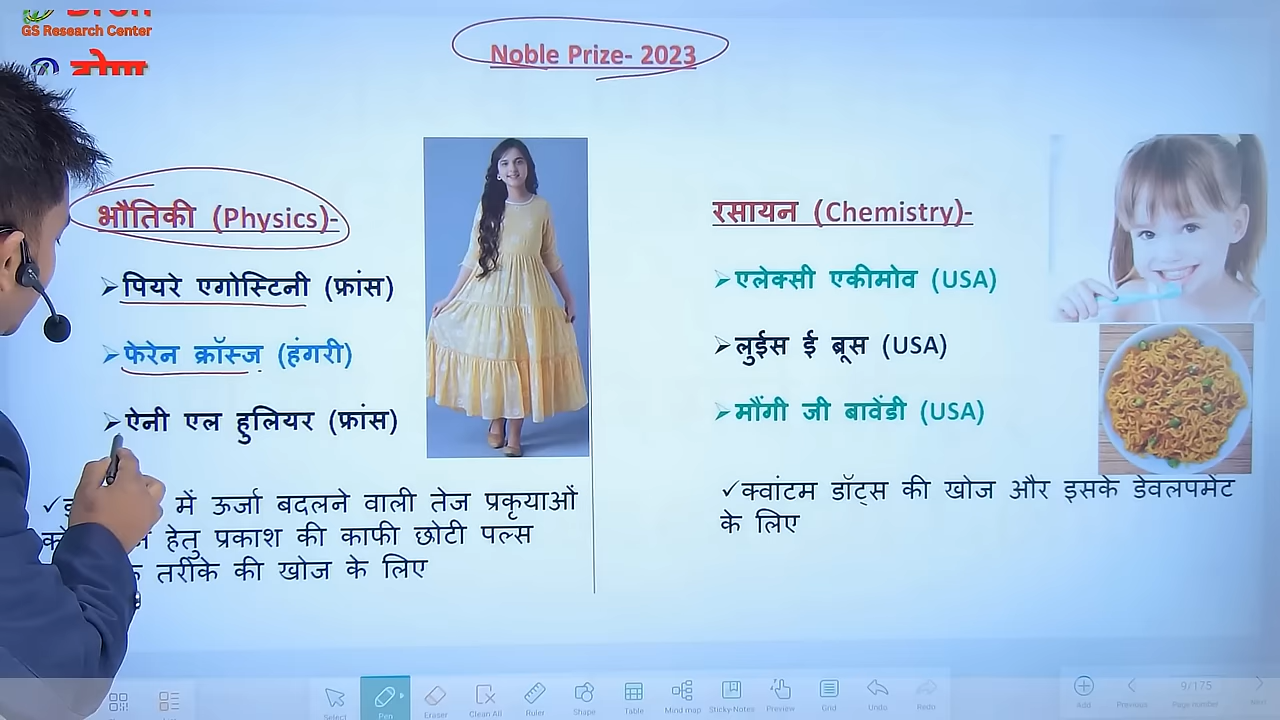 GS Research Center
Noble Prize- 2023
भौतिकी (Physics)-
पियरे एगोस्टिनी (फ्रांस)
फेरेन क्रॉस्ज (हंगरी)
ऐनी एल हुलियर (फ्रांस)
में ऊर्जा बदलने वाली तेज प्रकृयाओं
हेतु प्रकाश की काफी छोटी पल्स
तरीके की खोज के लिए
रसायन (Chemistry)-
एलेक्सी एकीमोव (USA)
लुईस ई ब्रूस (USA)
मौंगी जी बावेंडी (USA)
✓क्वांटम डॉट्स की खोज और इसके डेवलपमेंट
के लिए
Select
Pen
Eraser
Clean All
Ruler
Shape
Table
Mind map
Sticky-Notes
Preview
Grid
Undo
Redo
Add
Previous
9/175
Page number
Next